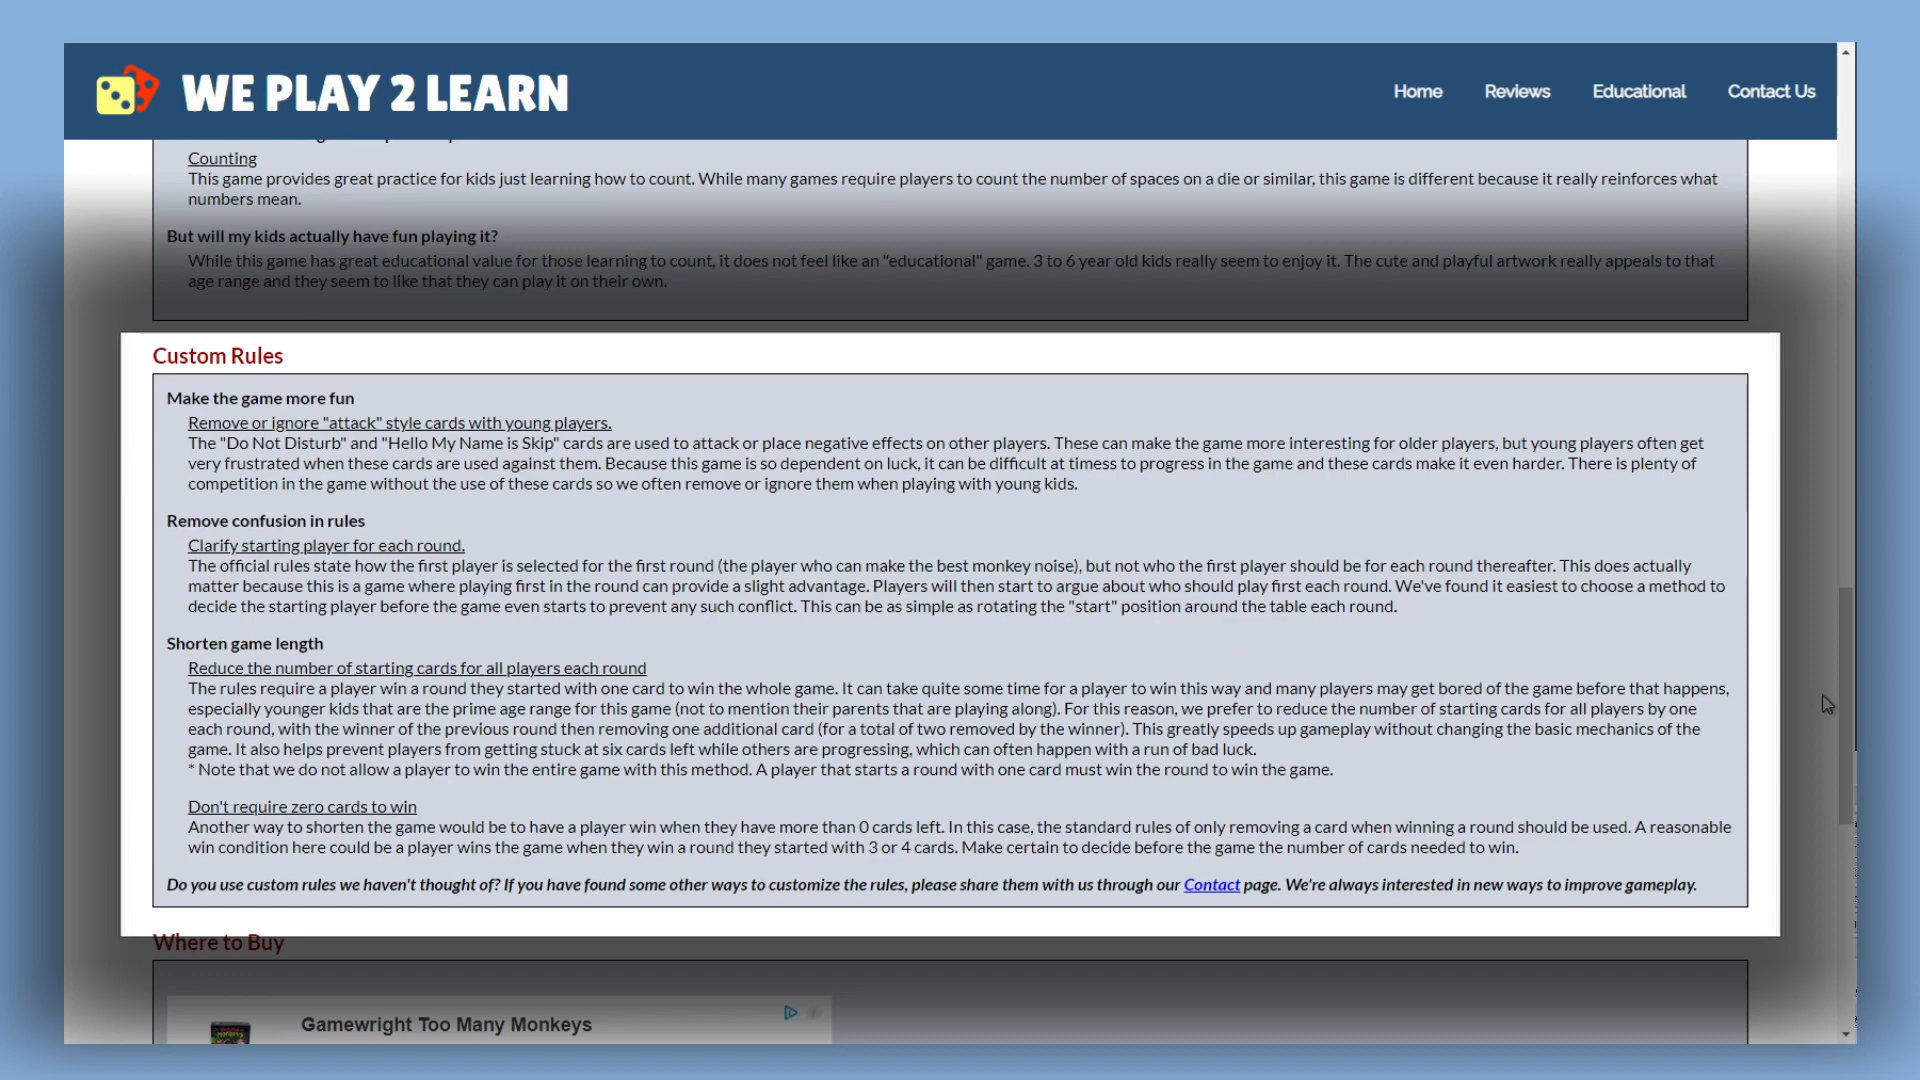 WE PLAY 2 LEARN
Home
Reviews
Educational
Contact Us
Counting
This game provides great practice for kids just learning how to count. While many games require players to count the number of spaces on a die or similar, this game is different because it really reinforces what
numbers mean.
But will my kids actually have fun playing it?
While this game has great educational value for those learning to count, it does not feel like an "educational" game. 3 to 6 year old kids really seem to enjoy it. The cute and playful artwork really appeals to that
age range and they seem to like that they can play it on their own.
Custom Rules
Make the game more fun
Remove or ignore "attack" style cards with young players.
The "Do Not Disturb" and "Hello My Name is Skip" cards are used to attack or place negative effects on other players. These can make the game more interesting for older players, but young players often get
very frustrated when these cards are used against them. Because this game is so dependent on luck, it can be difficult at timess to progress in the game and these cards make it even harder. There is plenty of
competition in the game without the use of these cards so we often remove or ignore them when playing with young kids.
Remove confusion in rules
Clarify starting player for each round.
The official rules state how the first player is selected for the first round (the player who can make the best monkey noise), but not who the first player should be for each round thereafter. This does actually
matter because this is a game where playing first in the round can provide a slight advantage. Players will then start to argue about who should play first each round. We've found it easiest to choose a method to
decide the starting player before the game even starts to prevent any such conflict. This can be as simple as rotating the "start" position around the table each round.
Shorten game length
Reduce the number of starting cards for all players each round
The rules require a player win a round they started with one card to win the whole game. It can take quite some time for a player to win this way and many players may get bored of the game before that happens,
especially younger kids that are the prime age range for this game (not to mention their parents that are playing along). For this reason, we prefer to reduce the number of starting cards for all players by one
each round, with the winner of the previous round then removing one additional card (for a total of two removed by the winner). This greatly speeds up gameplay without changing the basic mechanics of the
game. It also helps prevent players from getting stuck at six cards left while others are progressing, which can often happen with a run of bad luck.
* Note that we do not allow a player to win the entire game with this method. A player that starts a round with one card must win the round to win the game.
Don't require zero cards to win
Another way to shorten the game would be to have a player win when they have more than 0 cards left. In this case, the standard rules of only removing a card when winning a round should be used. A reasonable
win condition here could be a player wins the game when they win a round they started with 3 or 4 cards. Make certain to decide before the game the number of cards needed to win.
Do you use custom rules we haven't thought of? If you have found some other ways to customize the rules, please share them with us through our Contact page. We're always interested in new ways to improve gameplay.
Where to Buy
Gamewright Too Many Monkeys